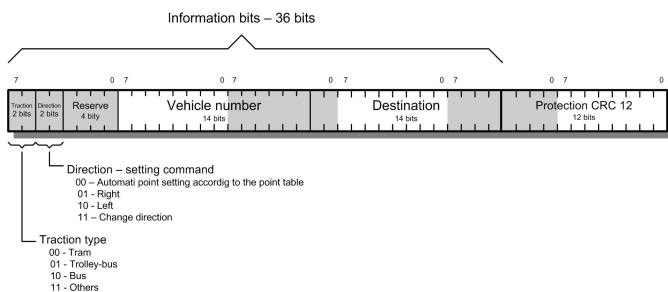 Information bits – 36 bits
7 0 7 0 7 0 7 0 7 0 7 0
Traction Direction Reserve Vehicle number Destination Protection CRC 12
2 bits 2 bits 4 bity 14 bits 14 bits 12 bits
Direction – setting command
00 – Automati point setting accordig to the point table
01 - Right
10 - Left
11 – Change direction
Traction type
00 - Tram
01 - Trolley-bus
10 - Bus
11 - Others